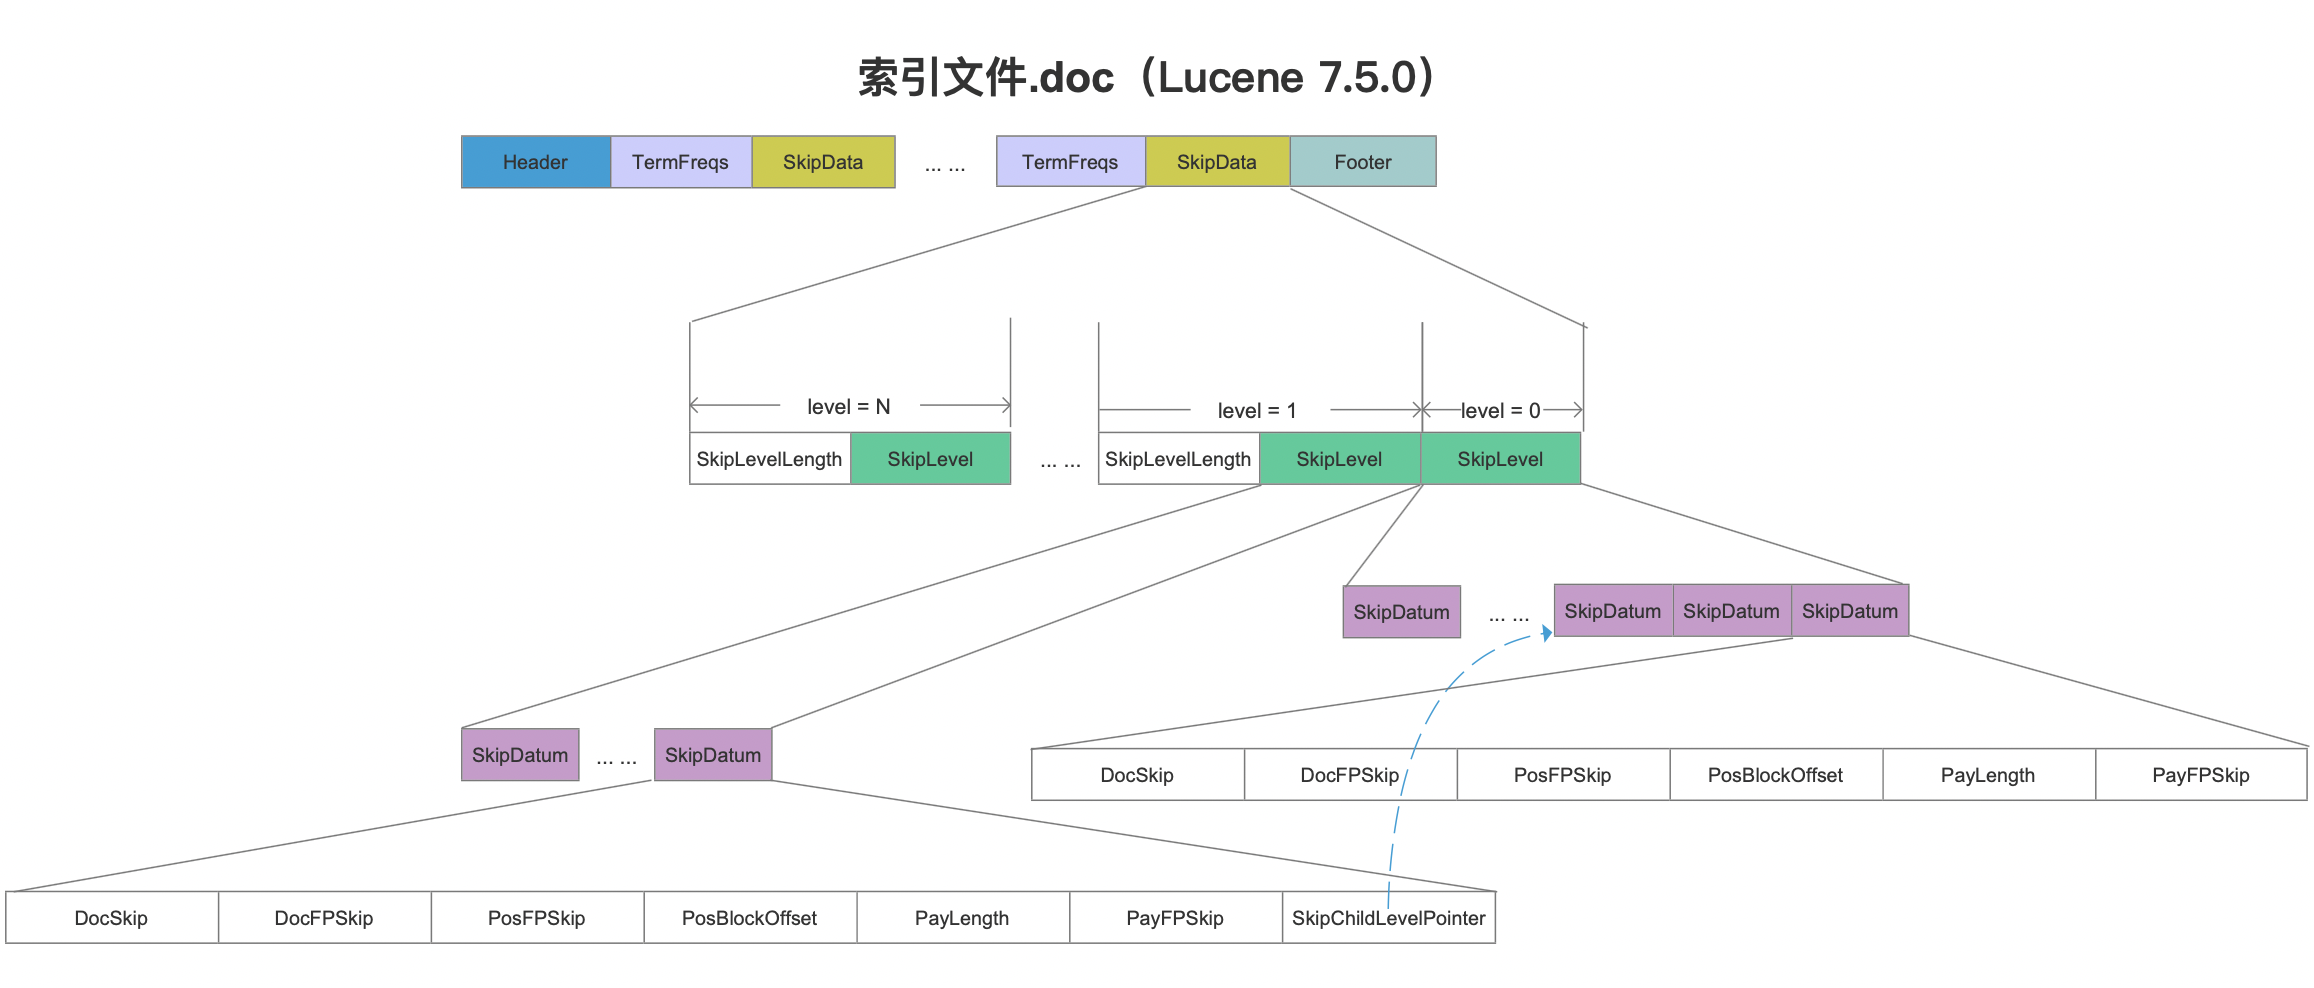 索引文件.doc（Lucene 7.5.0）
Header TermFreqs SkipData ... ... TermFreqs SkipData Footer
level = N level = 1 level = 0
SkipLevelLength SkipLevel ... ... SkipLevelLength SkipLevel SkipLevel
SkipDatum ... ... SkipDatum SkipDatum SkipDatum
SkipDatum ... ... SkipDatum
DocSkip DocFPSkip PosFPSkip PosBlockOffset PayLength PayFPSkip
DocSkip DocFPSkip PosFPSkip PosBlockOffset PayLength PayFPSkip SkipChildLevelPointer